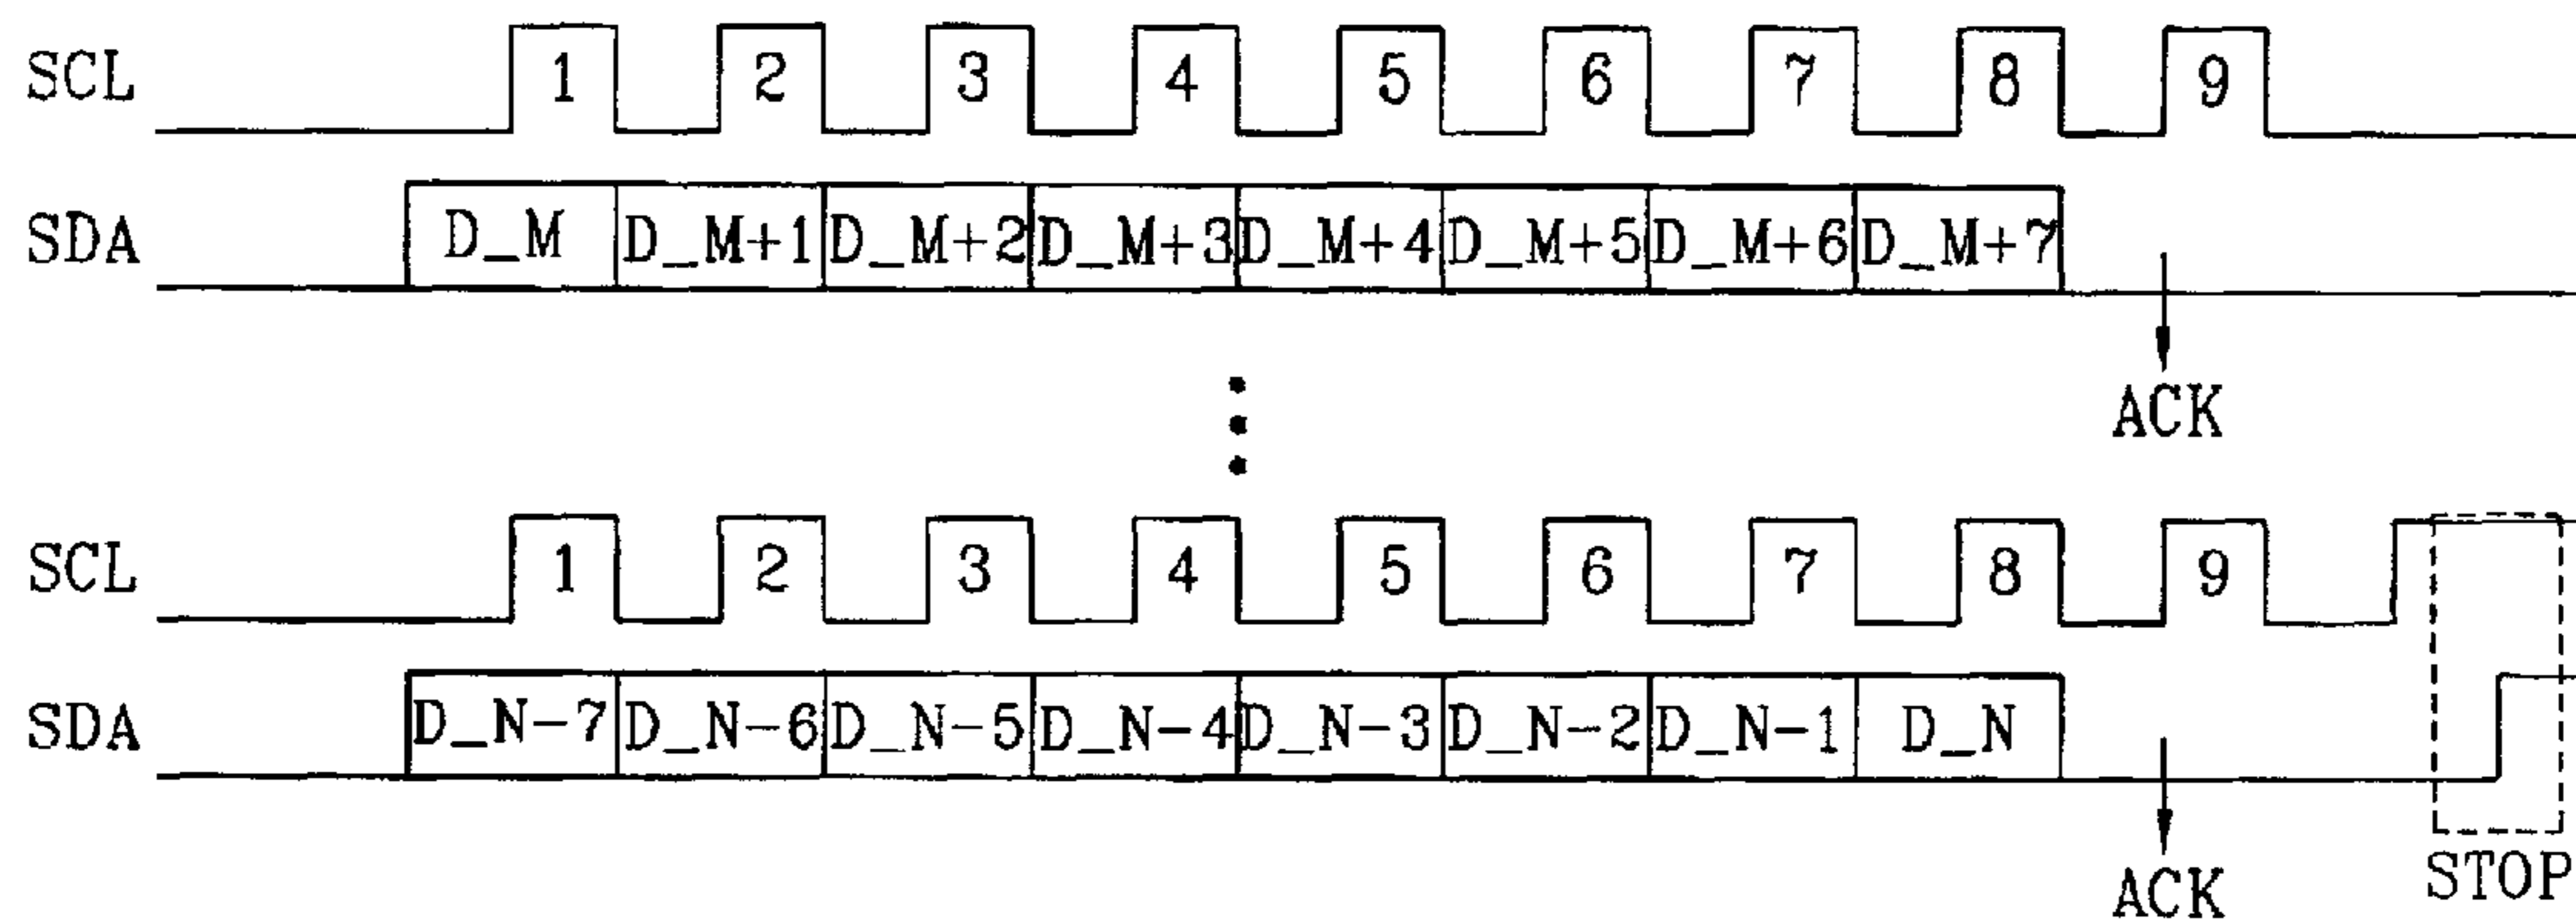 SCL 1 2 3 4 5 6 7 8 9
SDA D_M D_M+1 D_M+2 D_M+3 D_M+4 D_M+5 D_M+6 D_M+7
ACK
SCL 1 2 3 4 5 6 7 8 9
SDA D_N-7 D_N-6 D_N-5 D_N-4 D_N-3 D_N-2 D_N-1 D_N
ACK STOP